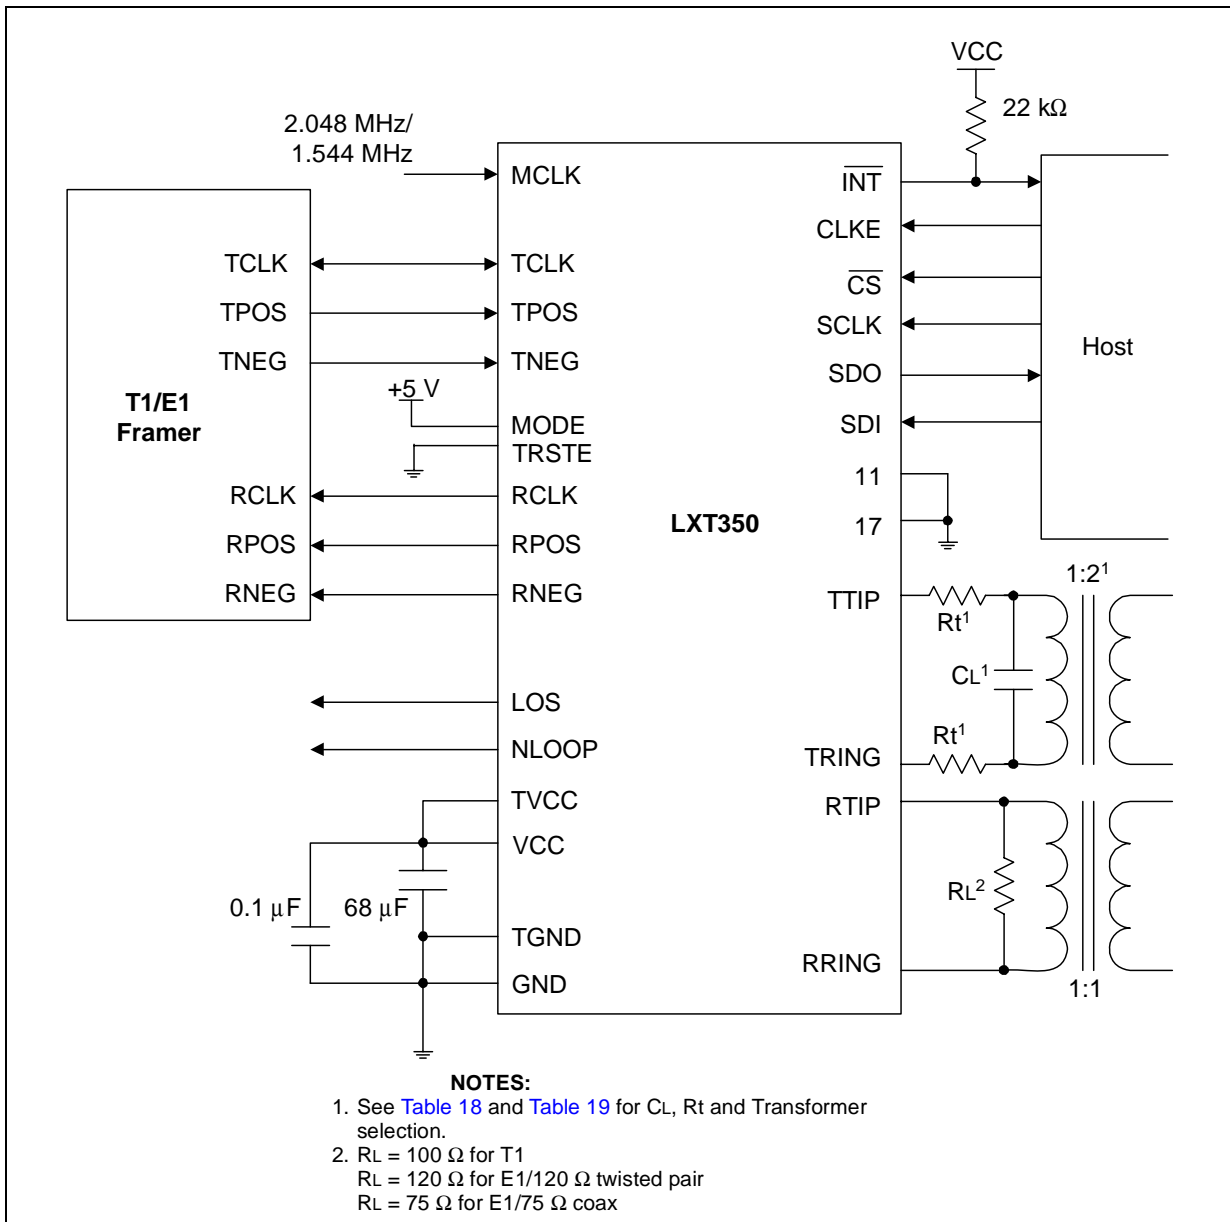 VCC
22 kΩ
2.048 MHz/
1.544 MHz
MCLK
INT
CLKE
TCLK
TCLK
CS
TPOS
TPOS
SCLK
TNEG
TNEG
SDO
Host
+5 V
T1/E1
Framer
MODE
SDI
TRSTE
11
RCLK
RCLK
LXT350
17
RPOS
RPOS
RNEG
RNEG
1:2¹
TTIP
Rt¹
CL¹
LOS
NLOOP
TRING
Rt¹
TVCC
RTIP
VCC
0.1 µF
68 µF
RL²
TGND
RRING
GND
1:1
NOTES:
1. See Table 18 and Table 19 for CL, Rt and Transformer
selection.
2. RL = 100 Ω for T1
RL = 120 Ω for E1/120 Ω twisted pair
RL = 75 Ω for E1/75 Ω coax